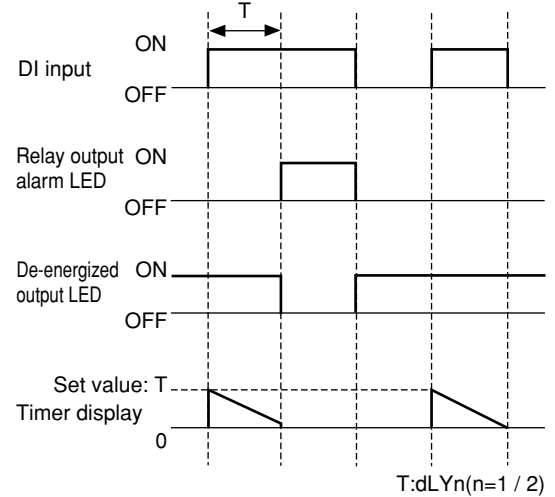 T
ON
DI input
OFF
Relay output ON
alarm LED
OFF
De-energized ON
output LED
OFF
Set value: T
Timer display
0
T:dLYn(n=1 / 2)